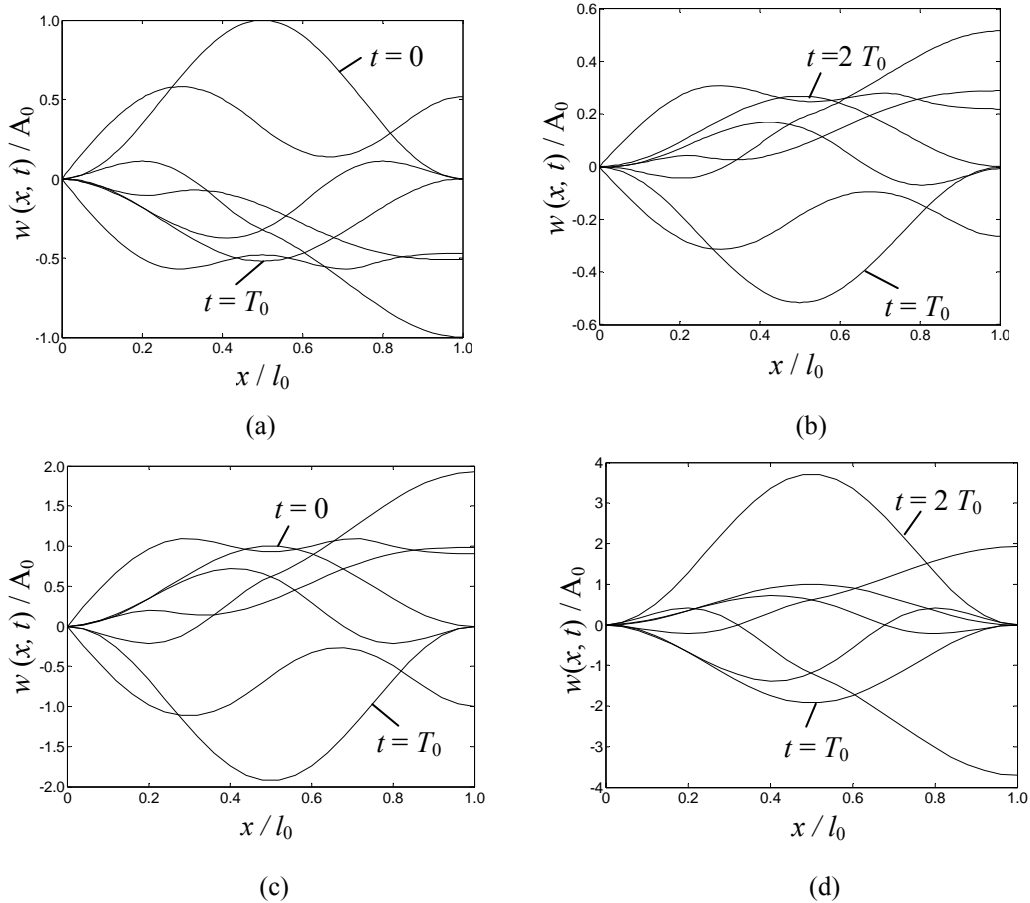 1.0
0.5
0
-0.5
-1.0
w (x, t) / A0
t = 0
t = T0
0 0.2 0.4 0.6 0.8 1.0
x / l0
(a)
0.6
0.4
0.2
0
-0.2
-0.4
-0.6
w (x, t) / A0
t =2 T0
t = T0
0 0.2 0.4 0.6 0.8 1.0
x / l0
(b)
2.0
1.5
1.0
0.5
0
-0.5
-1.0
-1.5
-2.0
w (x, t) / A0
t = 0
t = T0
0 0.2 0.4 0.6 0.8 1.0
x / l0
(c)
4
3
2
1
0
-1
-2
-3
-4
w(x, t) / A0
t = 2 T0
t = T0
0 0.2 0.4 0.6 0.8 1.0
x / l0
(d)